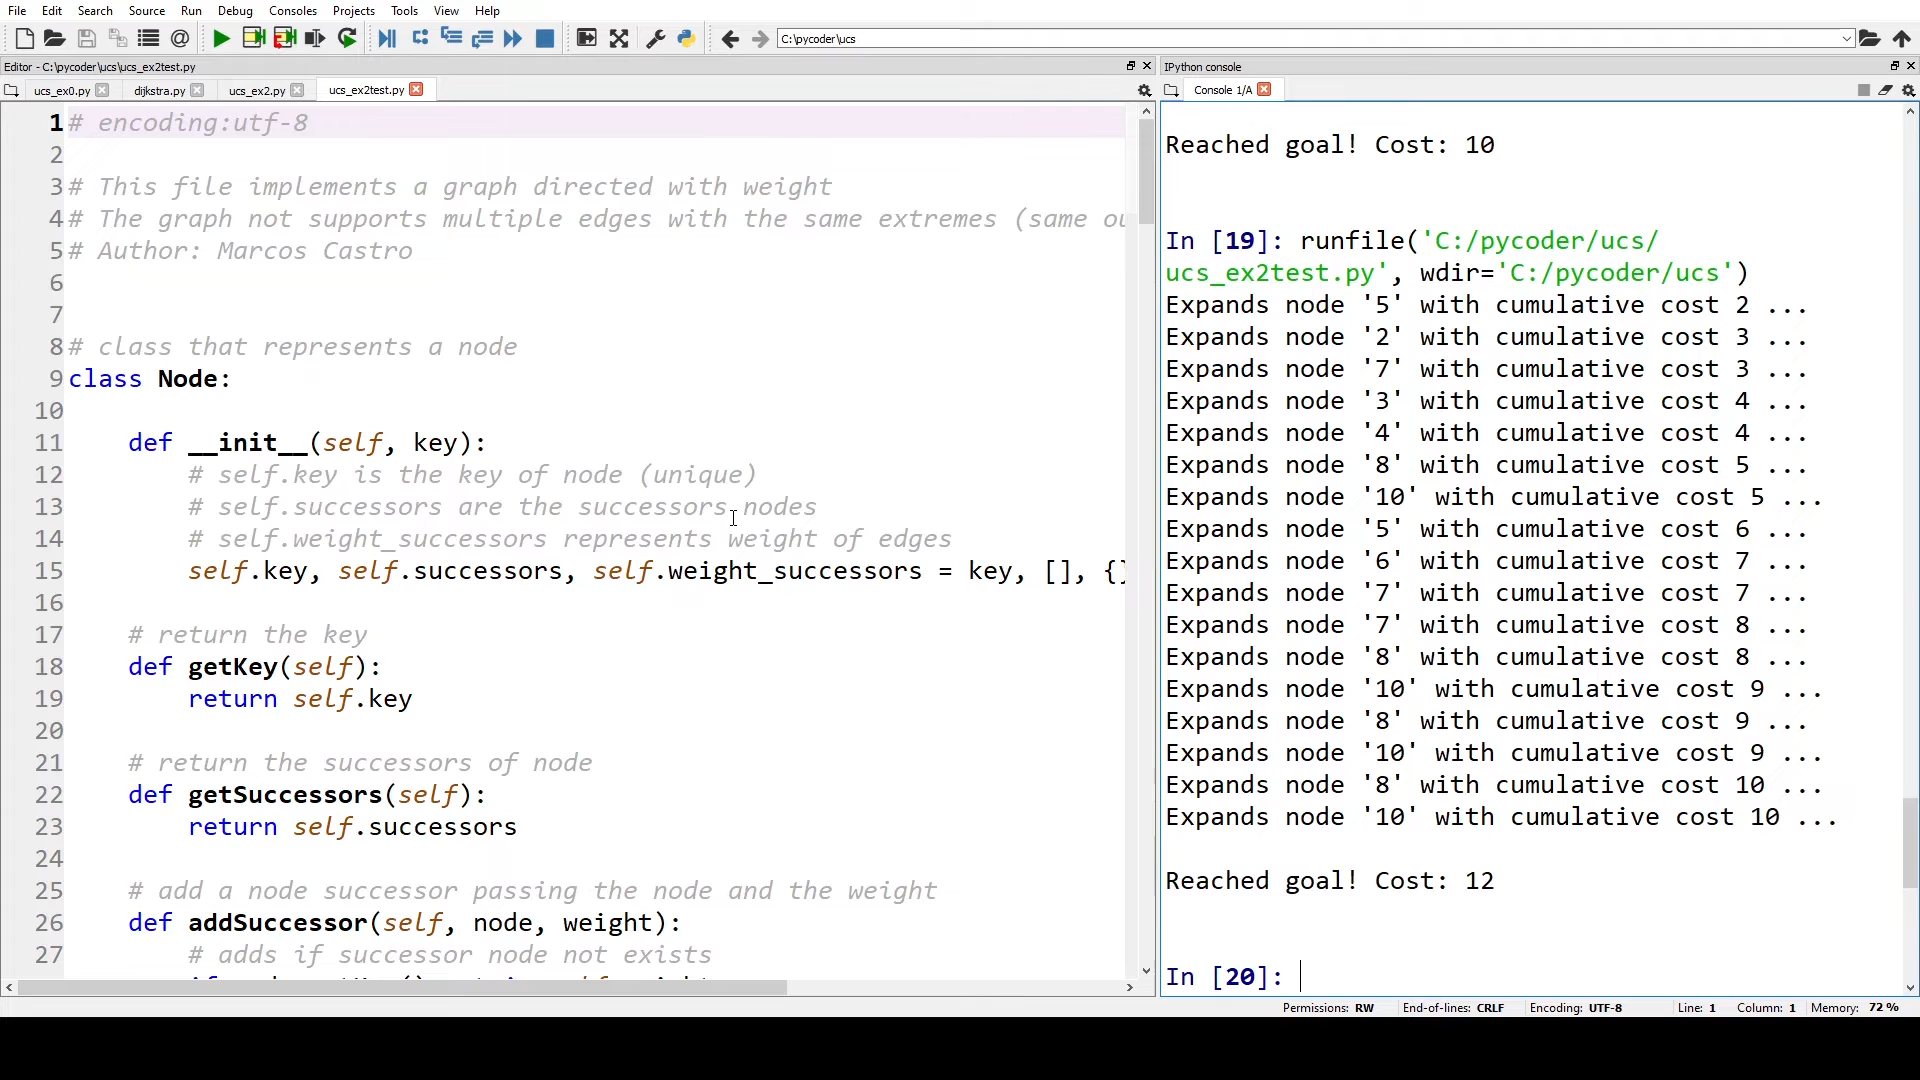 File Edit Search Source Run Debug Consoles Projects Tools View Help
C:\pycoder\ucs
Editor - C:\pycoder\ucs\ucs_ex2test.py
ucs_ex0.py dijkstra.py ucs_ex2.py ucs_ex2test.py
1 # encoding:utf-8
2
3 # This file implements a graph directed with weight
4 # The graph not supports multiple edges with the same extremes (same ou
5 # Author: Marcos Castro
6
7
8 # class that represents a node
9 class Node:
10
11 def __init__(self, key):
12 # self.key is the key of node (unique)
13 # self.successors are the successors nodes
14 # self.weight_successors represents weight of edges
15 self.key, self.successors, self.weight_successors = key, [], {}
16
17 # return the key
18 def getKey(self):
19 return self.key
20
21 # return the successors of node
22 def getSuccessors(self):
23 return self.successors
24
25 # add a node successor passing the node and the weight
26 def addSuccessor(self, node, weight):
27 # adds if successor node not exists
IPython console
Console 1/A
Reached goal! Cost: 10
In [19]: runfile('C:/pycoder/ucs/
ucs_ex2test.py', wdir='C:/pycoder/ucs')
Expands node '5' with cumulative cost 2 ...
Expands node '2' with cumulative cost 3 ...
Expands node '7' with cumulative cost 3 ...
Expands node '3' with cumulative cost 4 ...
Expands node '4' with cumulative cost 4 ...
Expands node '8' with cumulative cost 5 ...
Expands node '10' with cumulative cost 5 ...
Expands node '5' with cumulative cost 6 ...
Expands node '6' with cumulative cost 7 ...
Expands node '7' with cumulative cost 7 ...
Expands node '7' with cumulative cost 8 ...
Expands node '8' with cumulative cost 8 ...
Expands node '10' with cumulative cost 9 ...
Expands node '8' with cumulative cost 9 ...
Expands node '10' with cumulative cost 9 ...
Expands node '8' with cumulative cost 10 ...
Expands node '10' with cumulative cost 10 ...
Reached goal! Cost: 12
In [20]:
Permissions: RW End-of-lines: CRLF Encoding: UTF-8 Line: 1 Column: 1 Memory: 72 %